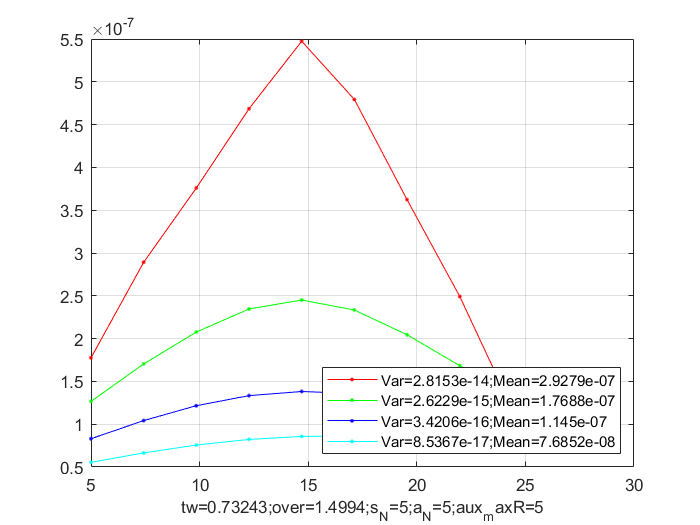 ×10-7
5.5
5
4.5
4
3.5
3
2.5
2
1.5
1
0.5
5 10 15 20 25 30
Var=2.8153e-14;Mean=2.9279e-07
Var=2.6229e-15;Mean=1.7688e-07
Var=3.4206e-16;Mean=1.145e-07
Var=8.5367e-17;Mean=7.6852e-08
tw=0.73243;over=1.4994;sN=5;aN=5;auxmaxR=5